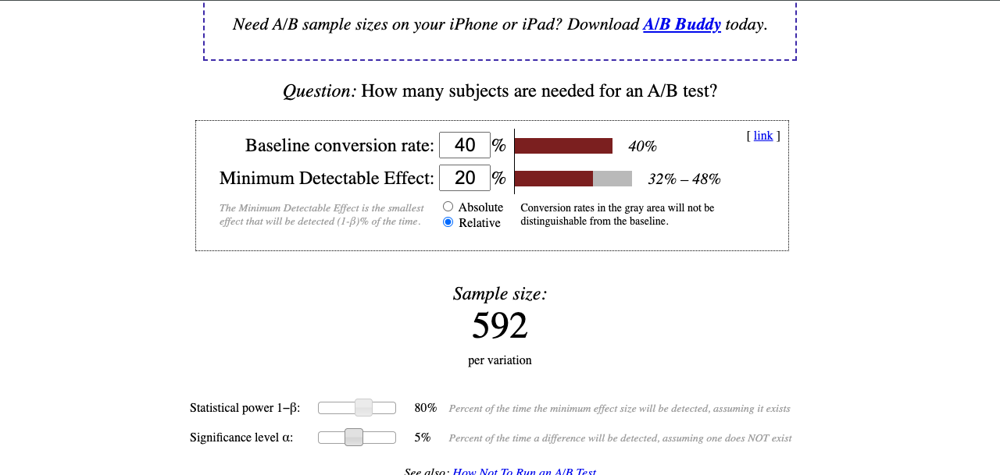 Need A/B sample sizes on your iPhone or iPad? Download A/B Buddy today.
Question: How many subjects are needed for an A/B test?
[ link ]
Baseline conversion rate: 40 % 40%
Minimum Detectable Effect: 20 % 32% – 48%
The Minimum Detectable Effect is the smallest
effect that will be detected (1-β)% of the time.
Absolute
Relative
Conversion rates in the gray area will not be
distinguishable from the baseline.
Sample size:
592
per variation
Statistical power 1−β: 80% Percent of the time the minimum effect size will be detected, assuming it exists
Significance level α: 5% Percent of the time a difference will be detected, assuming one does NOT exist
See also: How Not To Run an A/B Test